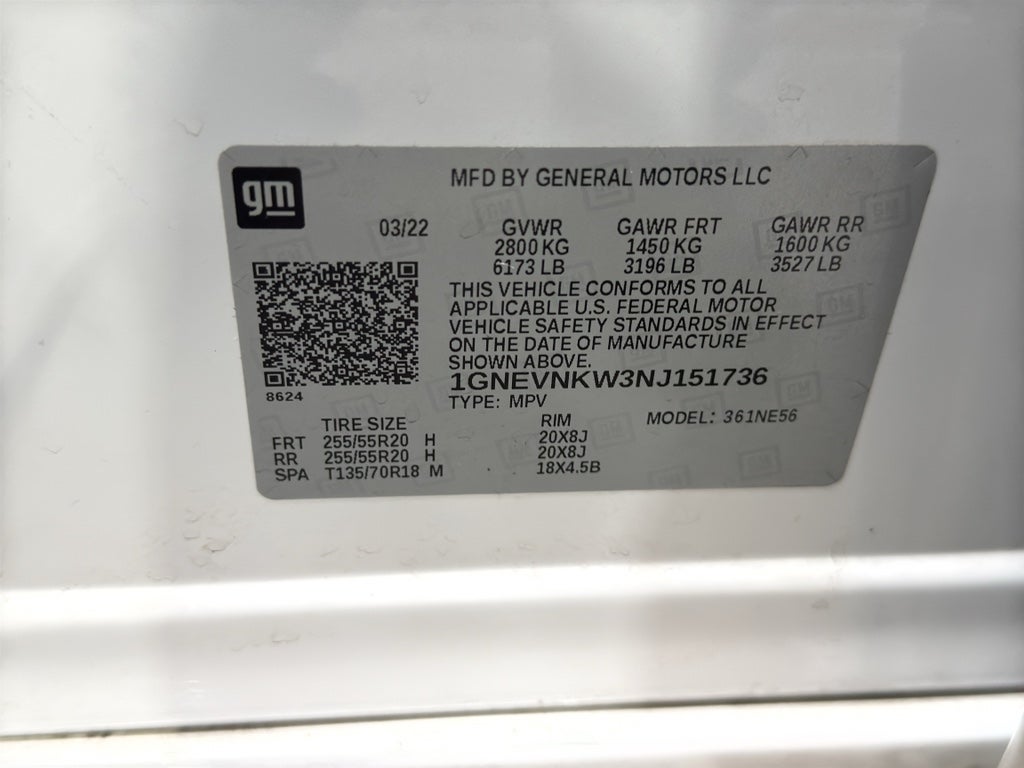 gm
MFD BY GENERAL MOTORS LLC
03/22 GVWR GAWR FRT GAWR RR
2800 KG 1450 KG 1600 KG
6173 LB 3196 LB 3527 LB
THIS VEHICLE CONFORMS TO ALL
APPLICABLE U.S. FEDERAL MOTOR
VEHICLE SAFETY STANDARDS IN EFFECT
ON THE DATE OF MANUFACTURE
SHOWN ABOVE.
1GNEVNKW3NJ151736
8624
TYPE: MPV
TIRE SIZE RIM MODEL: 361NE56
FRT 255/55R20 H 20X8J
RR 255/55R20 H 20X8J
SPA T135/70R18 M 18X4.5B